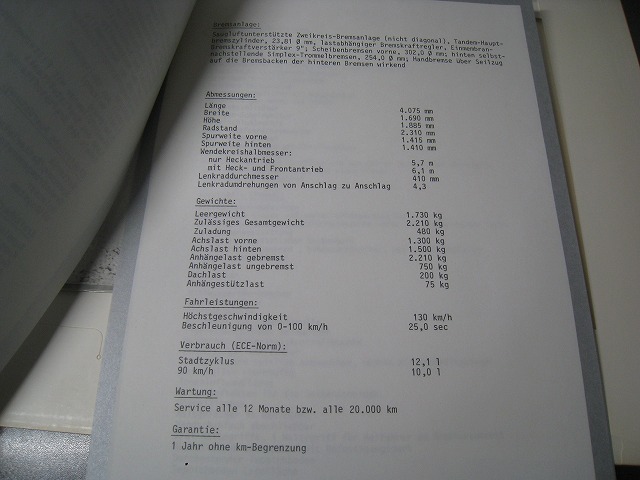 Bremsanlage:
Saugluftunterstützte Zweikreis-Bremsanlage (nicht diagonal), Tandem-Haupt-
bremszylinder, 23,81 Ø mm, lastabhängiger Bremskraftregler, Einmembran-
Bremskraftverstärker 9"; Scheibenbremsen vorne, 302,0 Ø mm; hinten selbst-
nachstellende Simplex-Trommelbremsen, 254,0 Ø mm; Handbremse über Seilzug
auf die Bremsbacken der hinteren Bremsen wirkend
Abmessungen:
Länge 4.075 mm
Breite 1.690 mm
Höhe 1.885 mm
Radstand 2.310 mm
Spurweite vorne 1.415 mm
Spurweite hinten 1.410 mm
Wendekreishalbmesser:
nur Heckantrieb 5,7 m
mit Heck- und Frontantrieb 6,1 m
Lenkraddurchmesser 410 mm
Lenkradumdrehungen von Anschlag zu Anschlag 4,3
Gewichte:
Leergewicht 1.730 kg
Zulässiges Gesamtgewicht 2.210 kg
Zuladung 480 kg
Achslast vorne 1.300 kg
Achslast hinten 1.500 kg
Anhängelast gebremst 2.210 kg
Anhängelast ungebremst 750 kg
Dachlast 200 kg
Anhängestützlast 75 kg
Fahrleistungen:
Höchstgeschwindigkeit 130 km/h
Beschleunigung von 0-100 km/h 25,0 sec
Verbrauch (ECE-Norm):
Stadtzyklus 12,1 l
90 km/h 10,0 l
Wartung:
Service alle 12 Monate bzw. alle 20.000 km
Garantie:
1 Jahr ohne km-Begrenzung